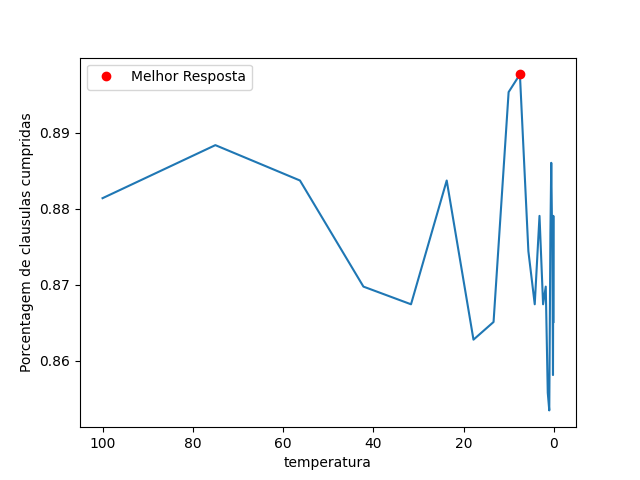 Melhor Resposta
Porcentagem de clausulas cumpridas
0.89
0.88
0.87
0.86
100 80 60 40 20 0
temperatura